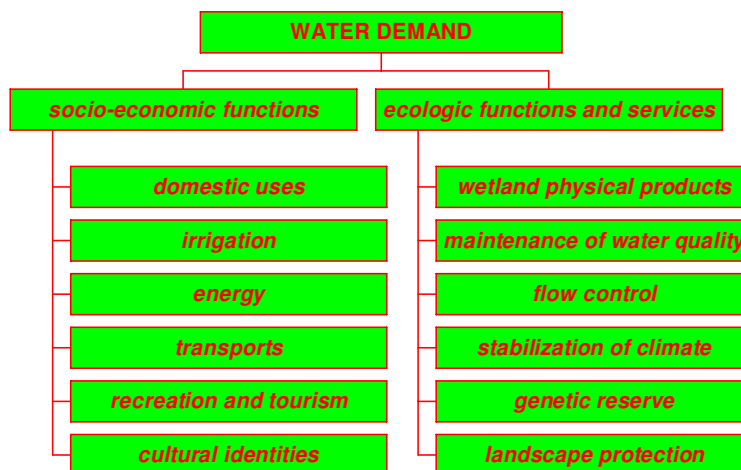 WATER DEMAND
socio-economic functions
ecologic functions and services
domestic uses
irrigation
energy
transports
recreation and tourism
cultural identities
wetland physical products
maintenance of water quality
flow control
stabilization of climate
genetic reserve
landscape protection